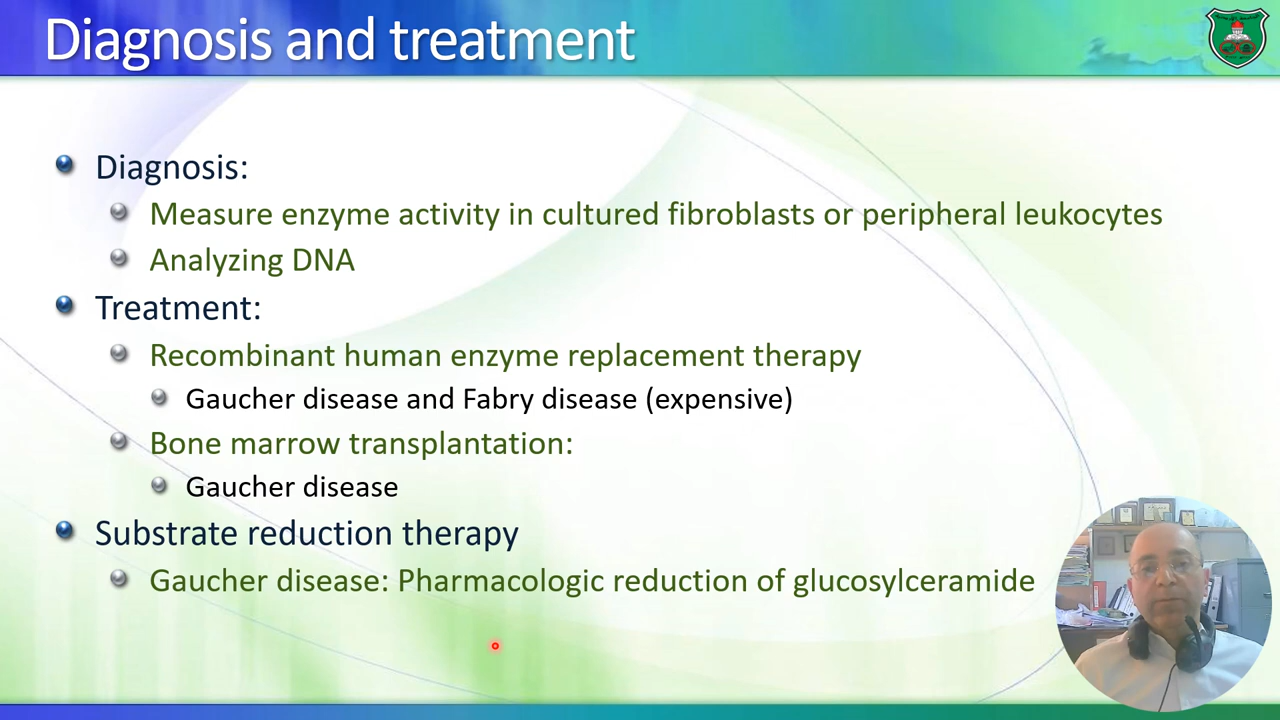 Diagnosis and treatment
Diagnosis:
Measure enzyme activity in cultured fibroblasts or peripheral leukocytes
Analyzing DNA
Treatment:
Recombinant human enzyme replacement therapy
Gaucher disease and Fabry disease (expensive)
Bone marrow transplantation:
Gaucher disease
Substrate reduction therapy
Gaucher disease: Pharmacologic reduction of glucosylceramide